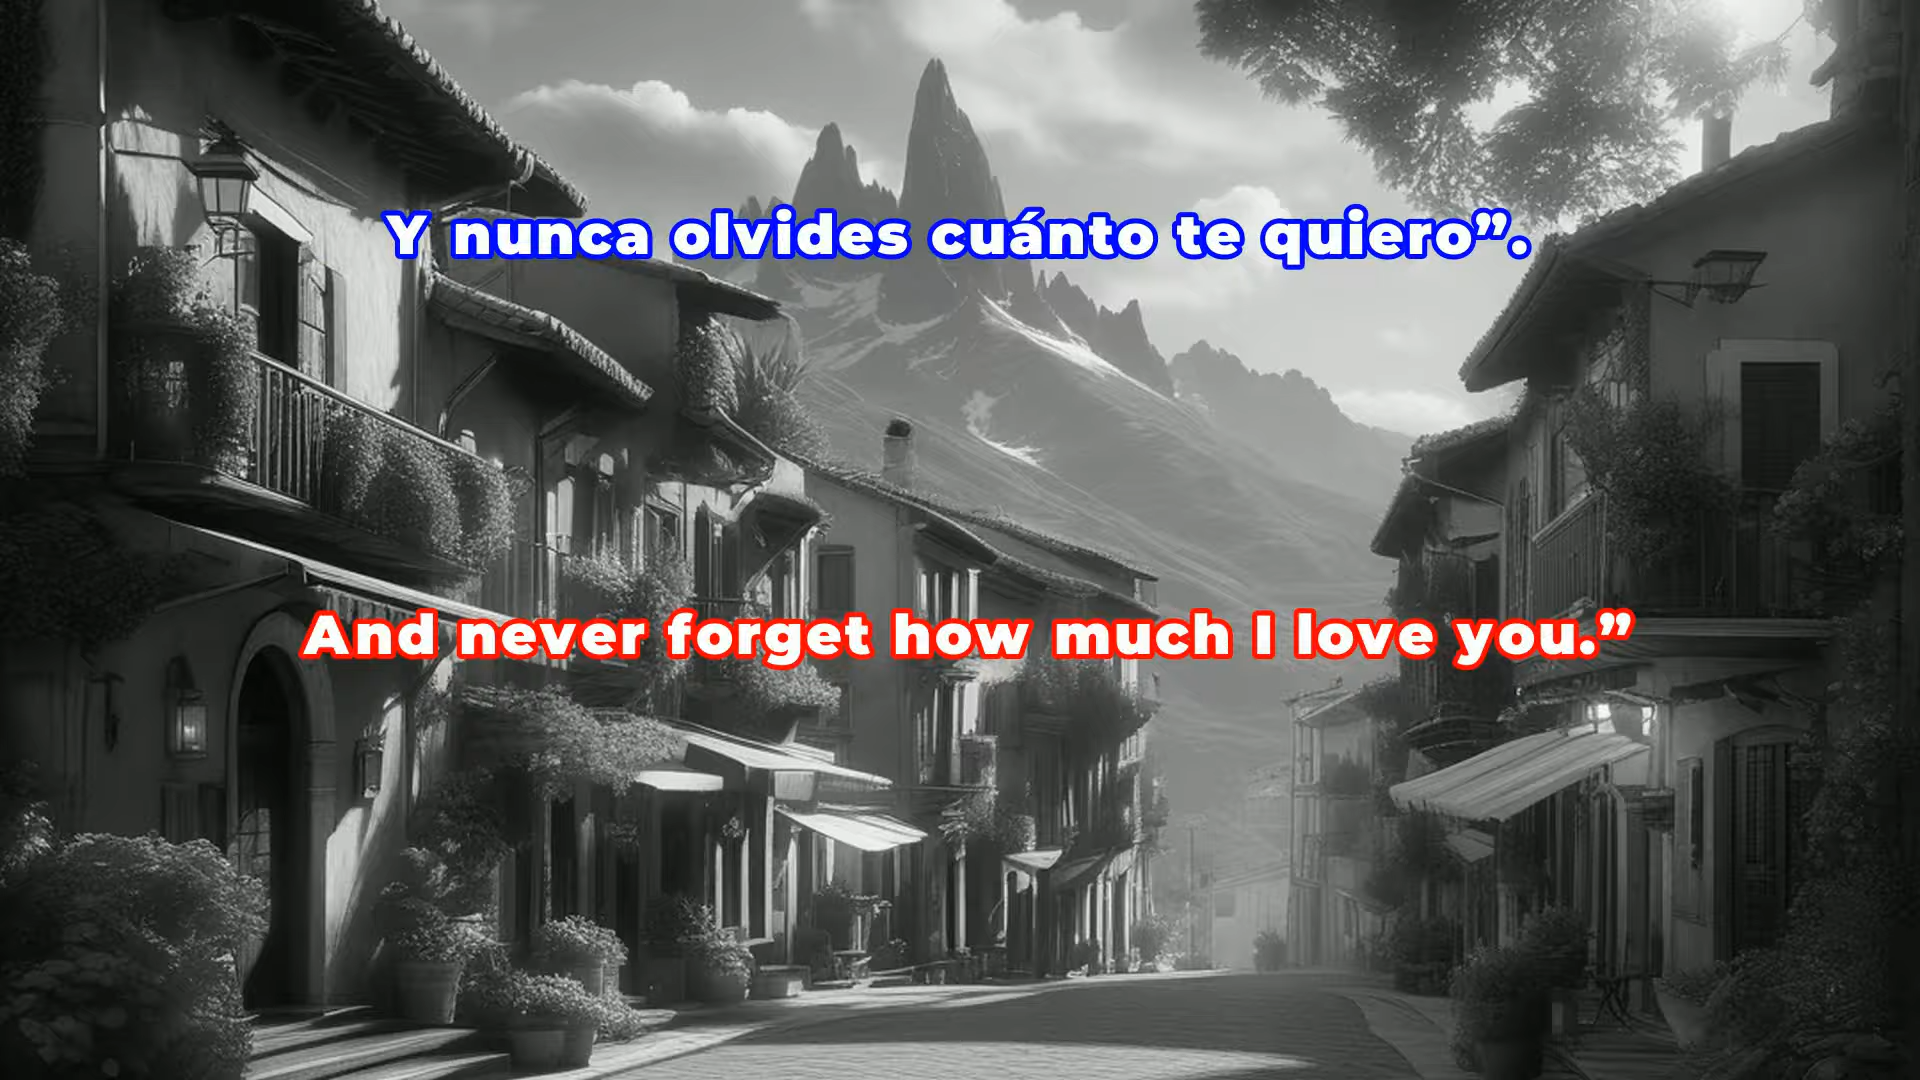 Y nunca olvides cuánto te quiero”.
And never forget how much I love you.”